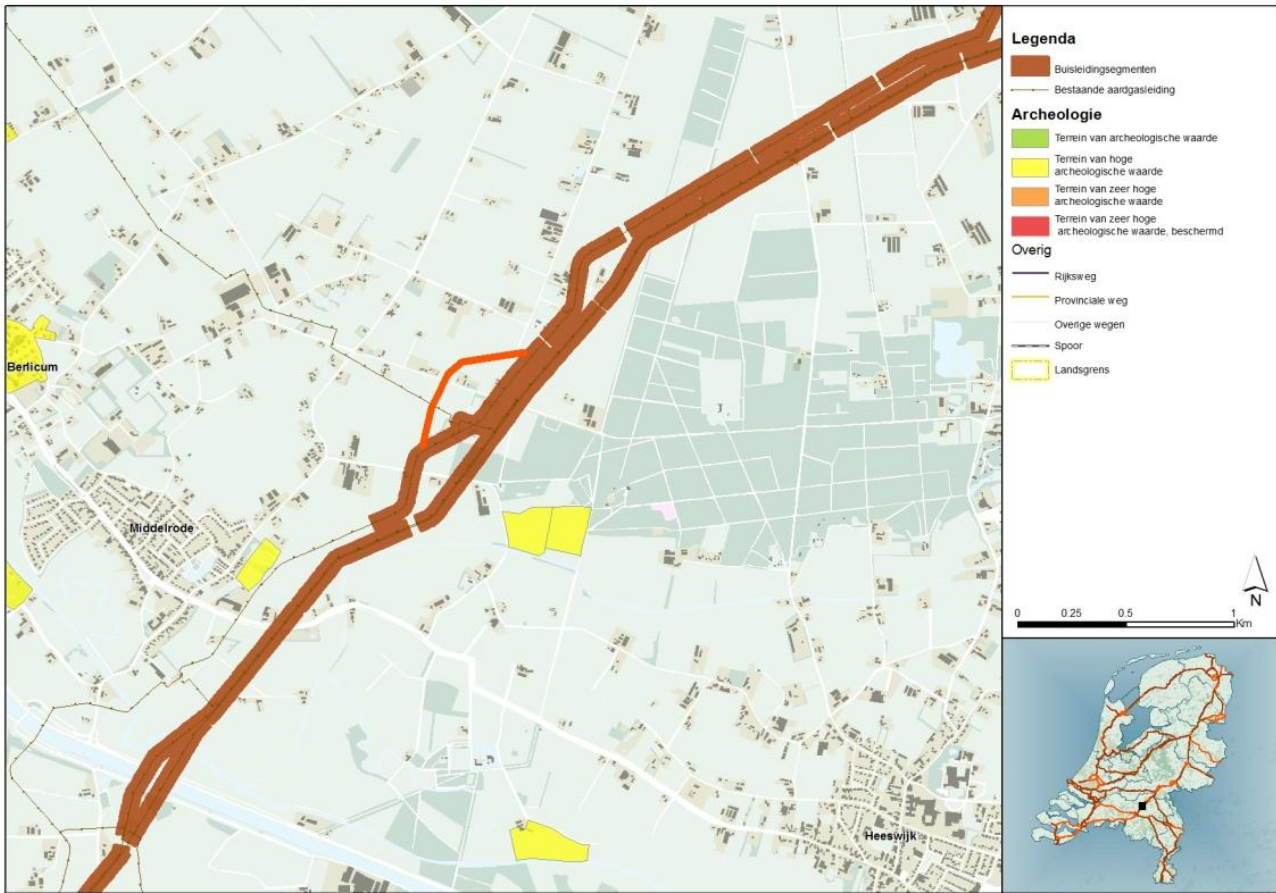 Berlicum
Middelrode
Heeswijk
Legenda
Buisleidingsegmenten
Bestaande aardgasleiding
Archeologie
Terrein van archeologische waarde
Terrein van hoge
archeologische waarde
Terrein van zeer hoge
archeologische waarde
Terrein van zeer hoge
archeologische waarde, beschermd
Overig
Rijksweg
Provinciale weg
Overige wegen
Spoor
Landsgrens
N
0 0.25 0.5 1
Km